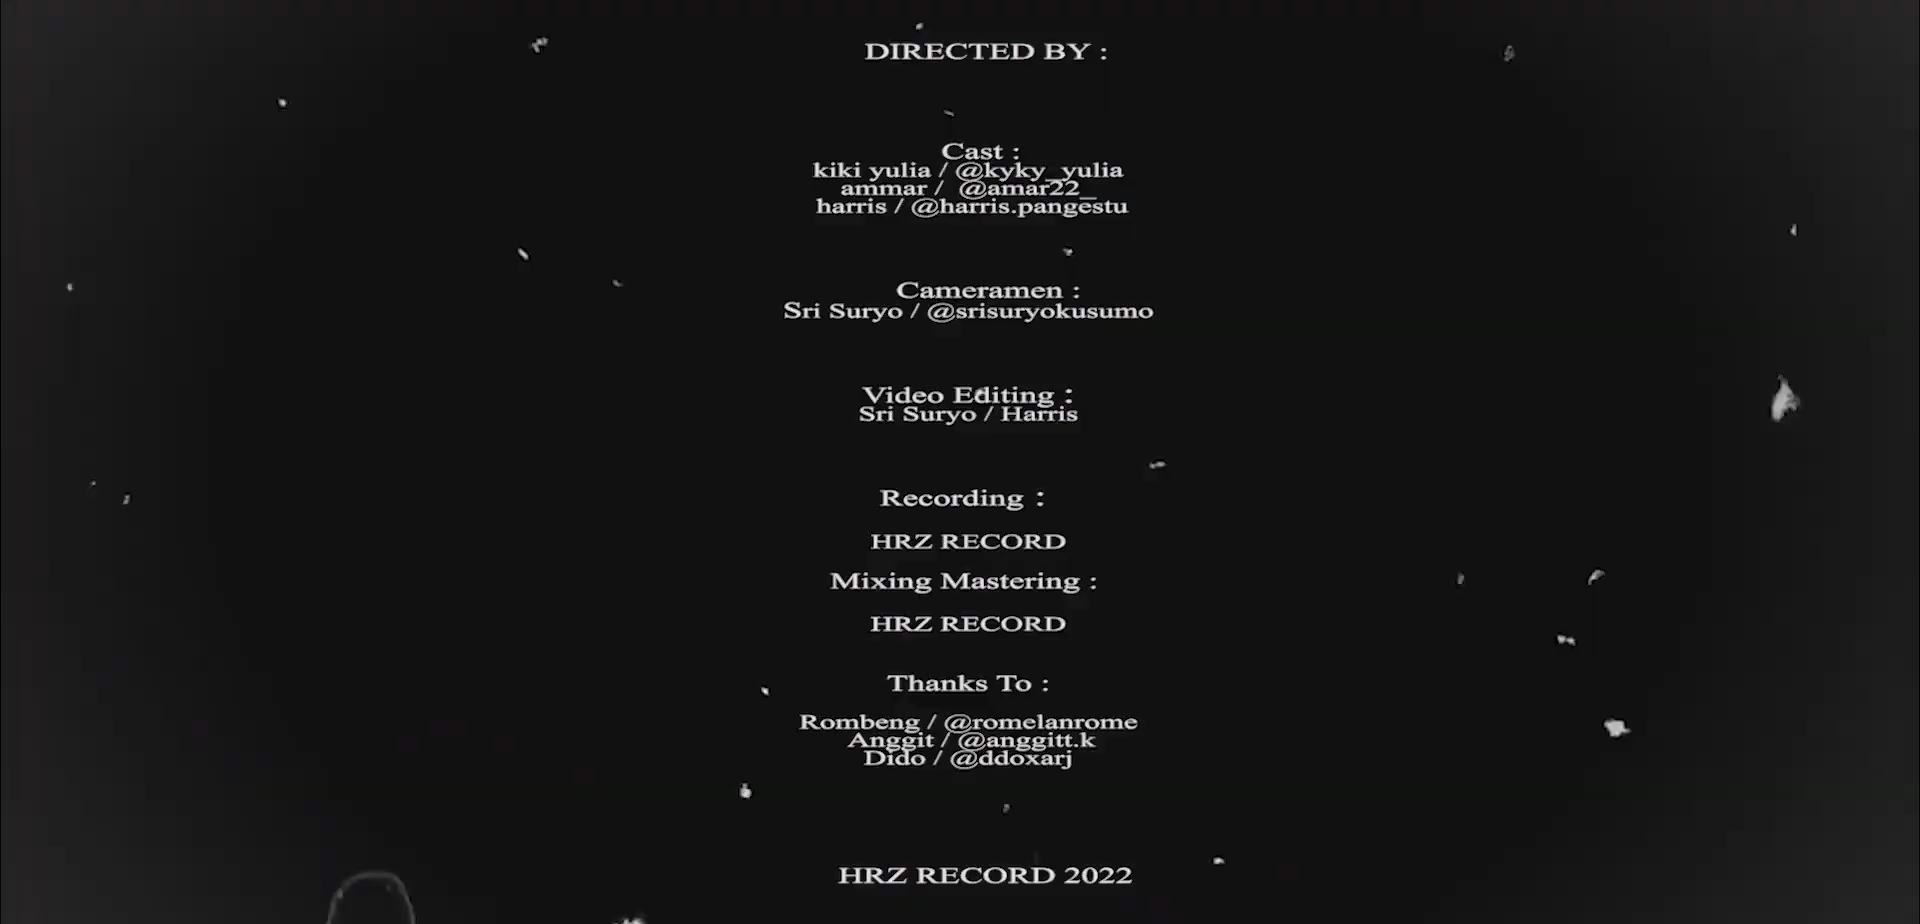 DIRECTED BY :
Cast :
kiki yulia / @kyky_yulia
ammar / @amar22_
harris / @harris.pangestu
Cameramen :
Sri Suryo / @srisuryokusumo
Video Editing :
Sri Suryo / Harris
Recording :
HRZ RECORD
Mixing Mastering :
HRZ RECORD
Thanks To :
Rombeng / @romelanrome
Anggit / @anggitt.k
Dido / @ddoxarj
HRZ RECORD 2022